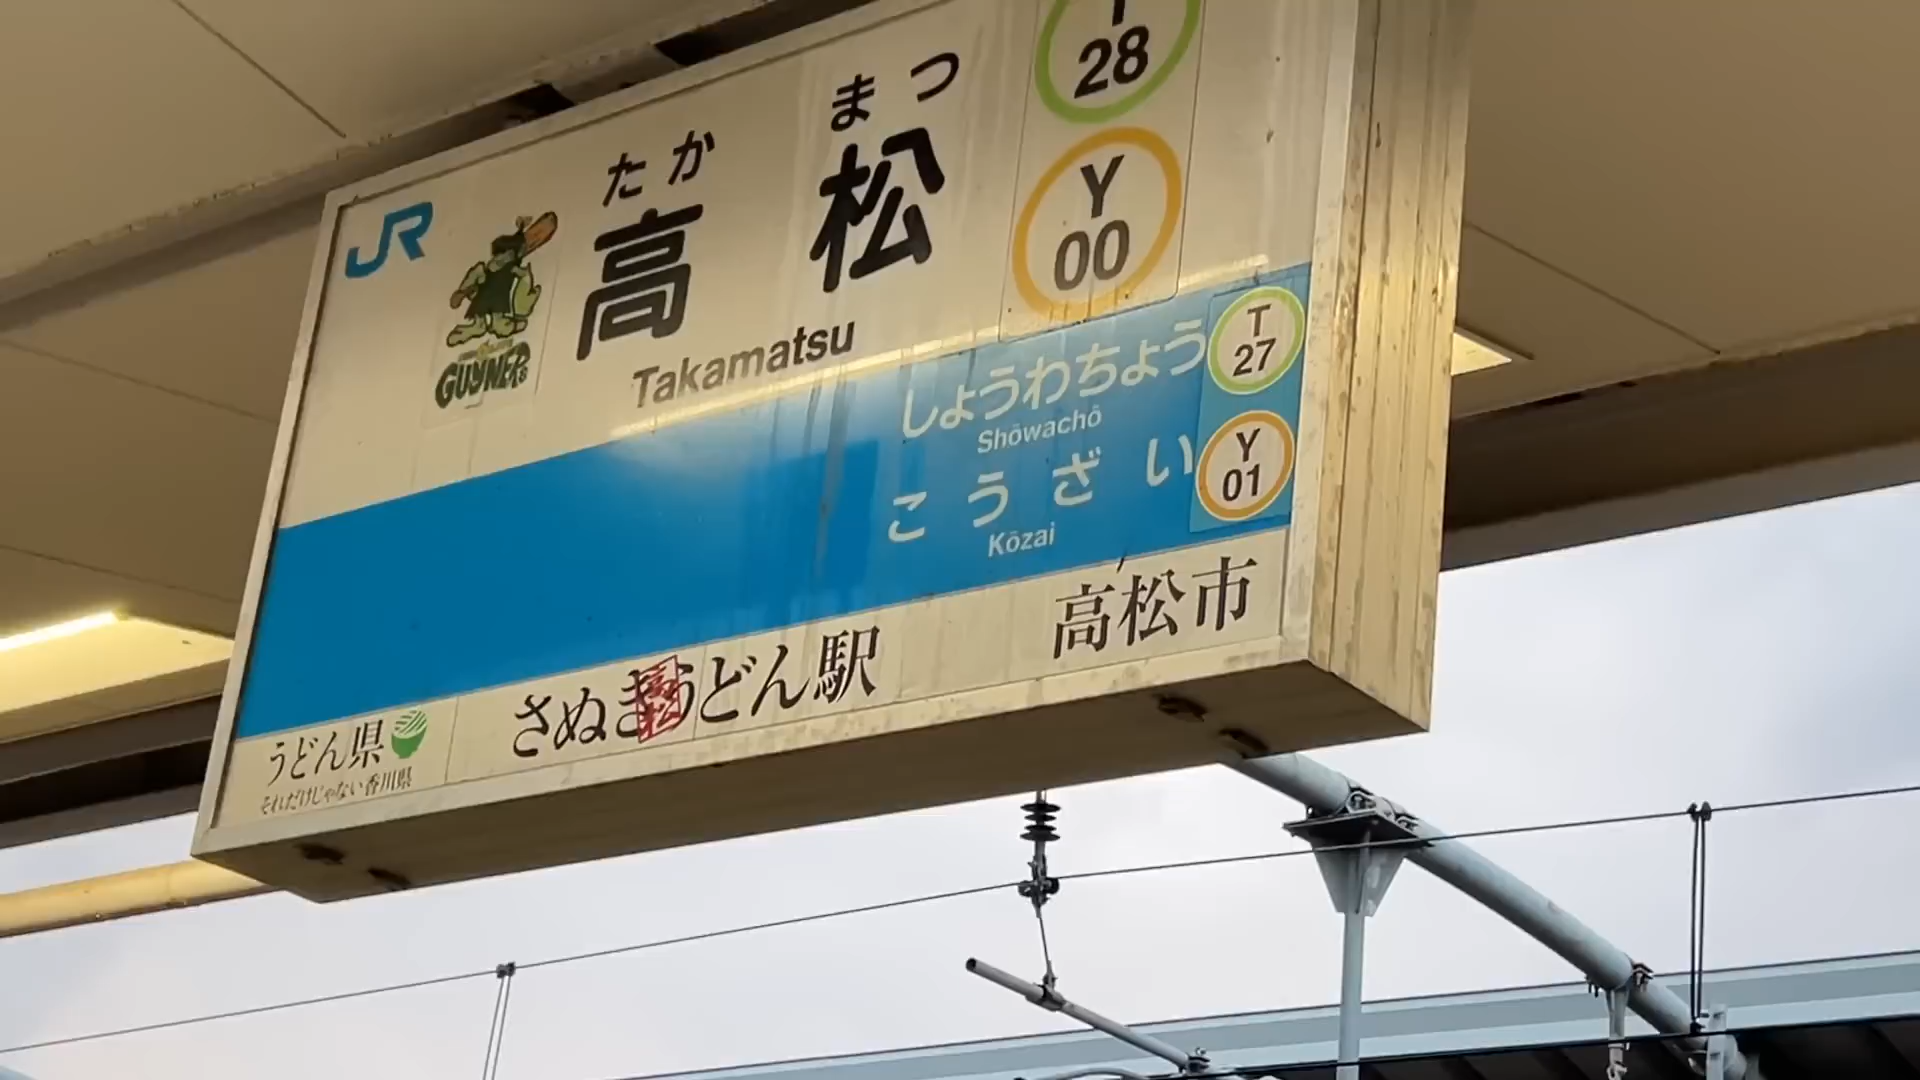 JR
GUYNERS
たか まつ
高松
Takamatsu
T
28
Y
00
しょうわちょう
Shōwachō
T
27
こうざい
Kōzai
Y
01
高松市
さぬき高松うどん駅
うどん県
それだけじゃない香川県